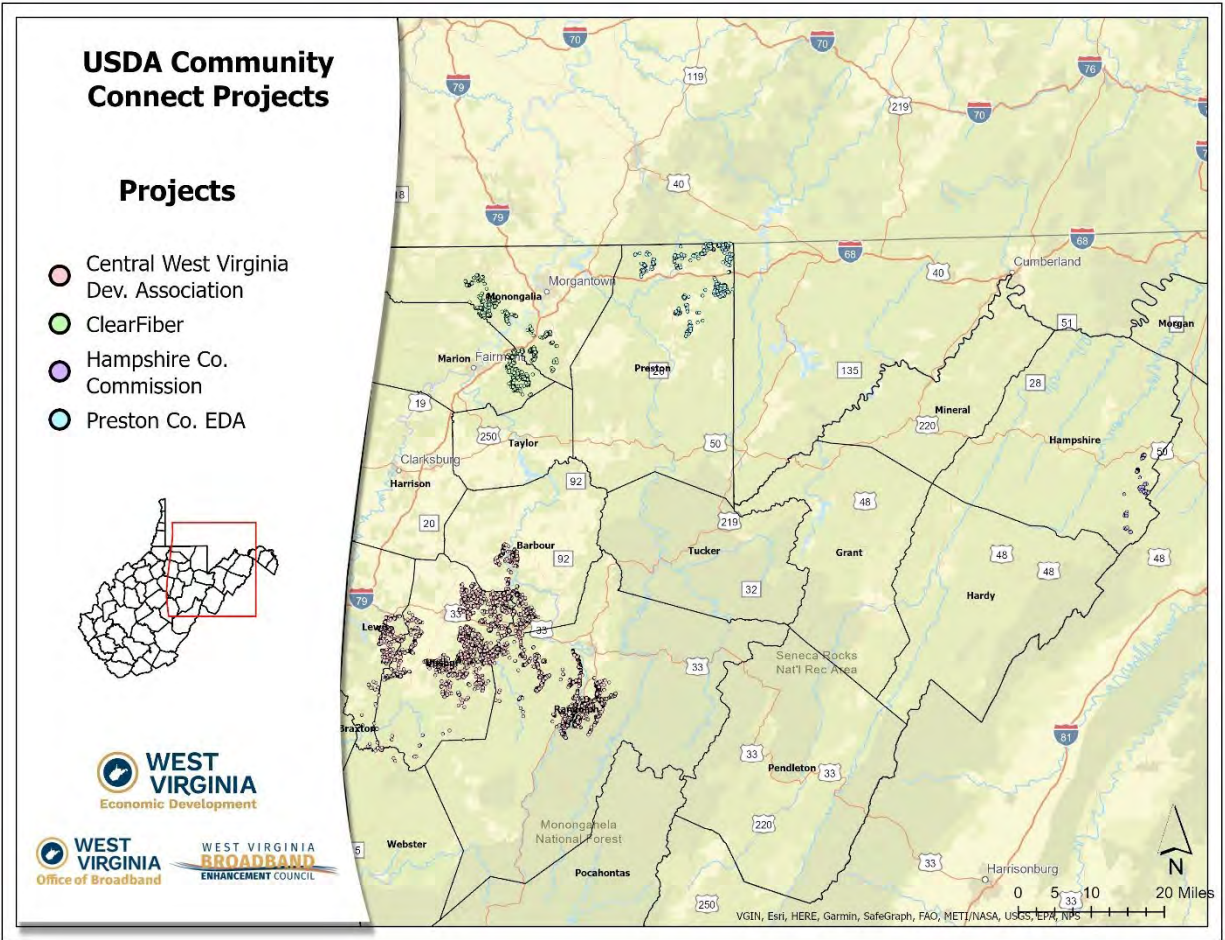 USDA Community
Connect Projects
Projects
Central West Virginia
Dev. Association
ClearFiber
Hampshire Co.
Commission
Preston Co. EDA
WEST
VIRGINIA
Economic Development
WEST
VIRGINIA
Office of Broadband
WEST VIRGINIA
BROADBAND
ENHANCEMENT COUNCIL
70
70
76
79
119
219
70
40
79
68
68
40
Cumberland
Morgantown
Monongalia
51
Morgan
Marion
Preston
135
28
19
Mineral
220
250
Taylor
50
Hampshire
50
Clarksburg
Harrison
92
48
20
219
Barbour
92
Tucker
Grant
48
48
48
32
Hardy
79
33
33
33
Seneca Rocks
Nat'l Rec Area
81
33
Pendleton
33
220
Monongahela
National Forest
Webster
Pocahontas
33
Harrisonburg
250
33
N
0 5 10 20 Miles
VGIN, Esri, HERE, Garmin, SafeGraph, FAO, METI/NASA, USGS, EPA, NPS